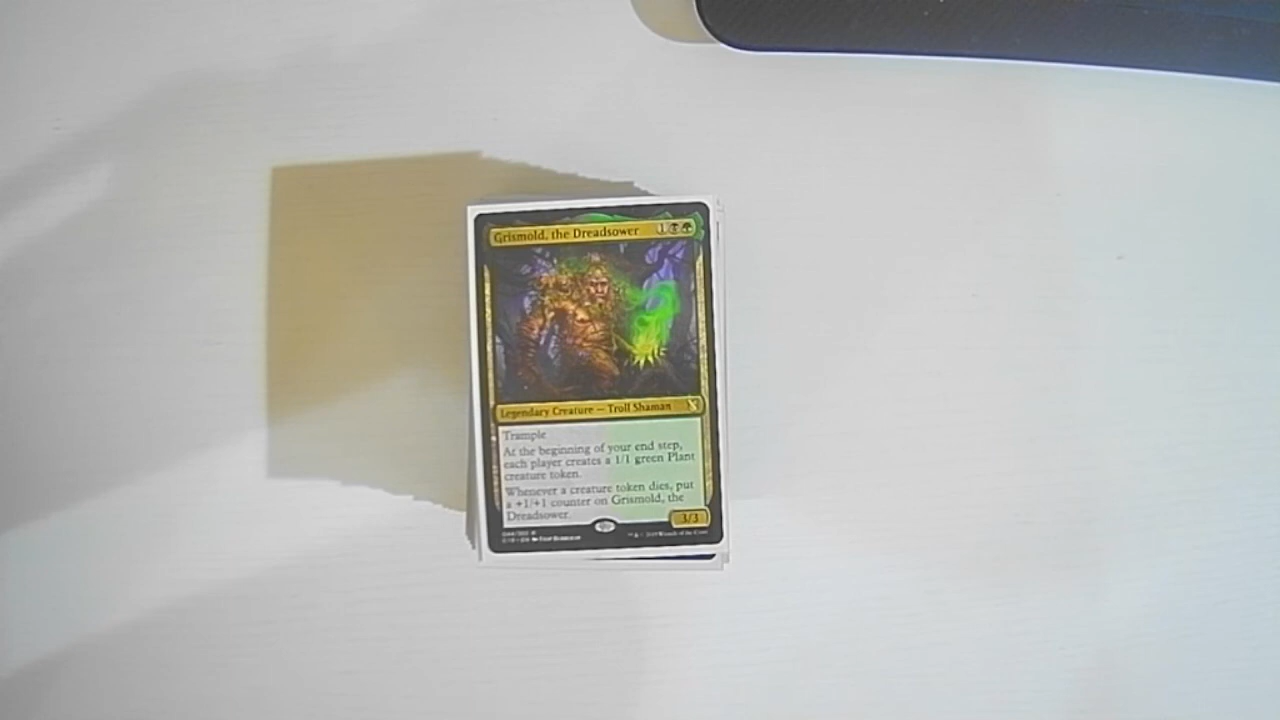 Grismold, the Dreadsower 1
Legendary Creature — Troll Shaman
Trample
At the beginning of your end step,
each player creates a 1/1 green Plant
creature token.
Whenever a creature token dies, put
a +1/+1 counter on Grismold, the
Dreadsower.
3/3